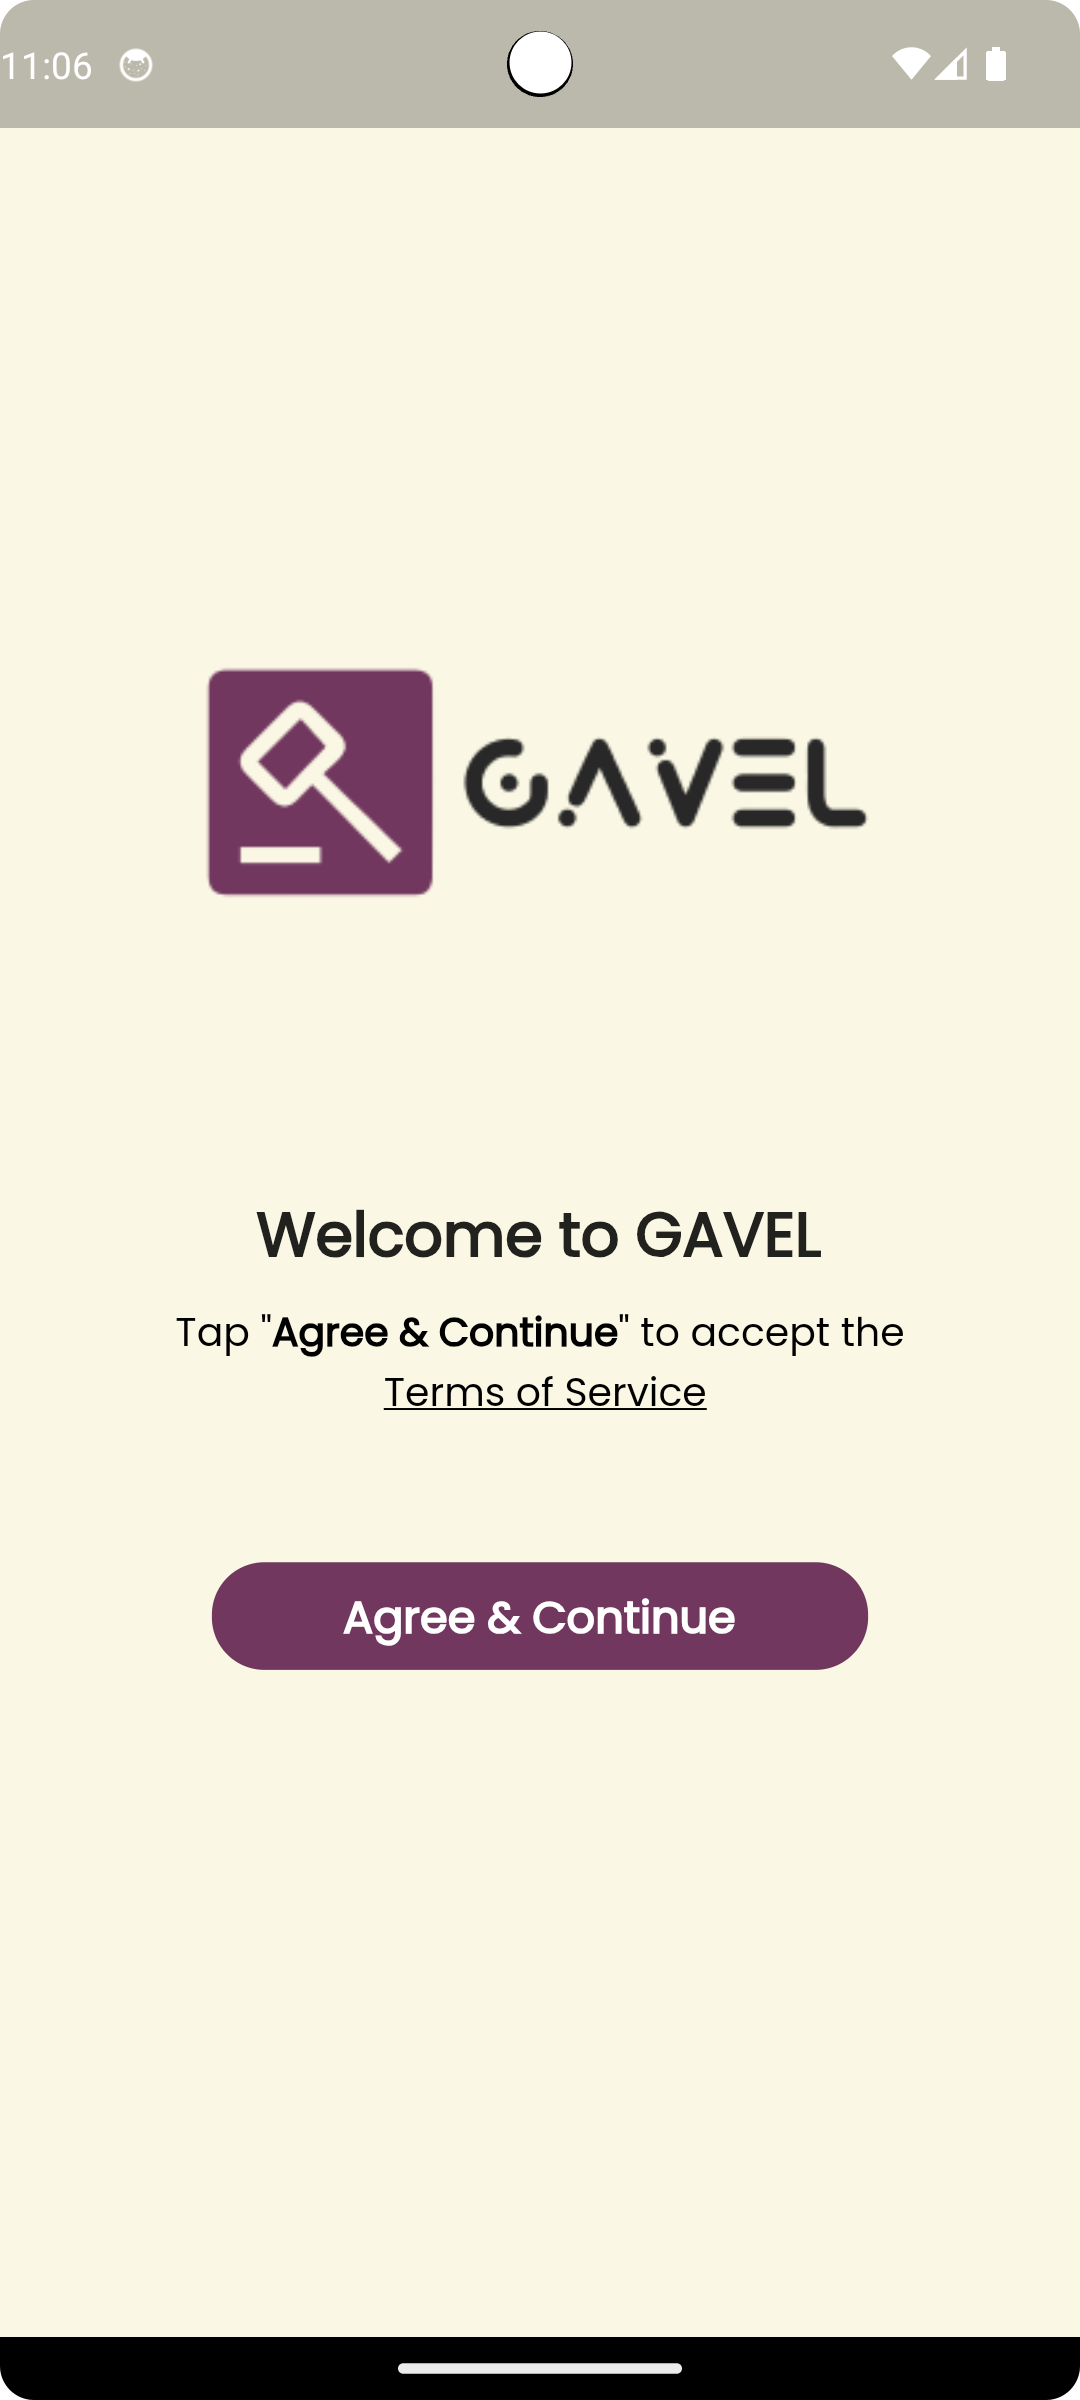 11:06
GAVEL
Welcome to GAVEL
Tap "Agree & Continue" to accept the
Terms of Service
Agree & Continue